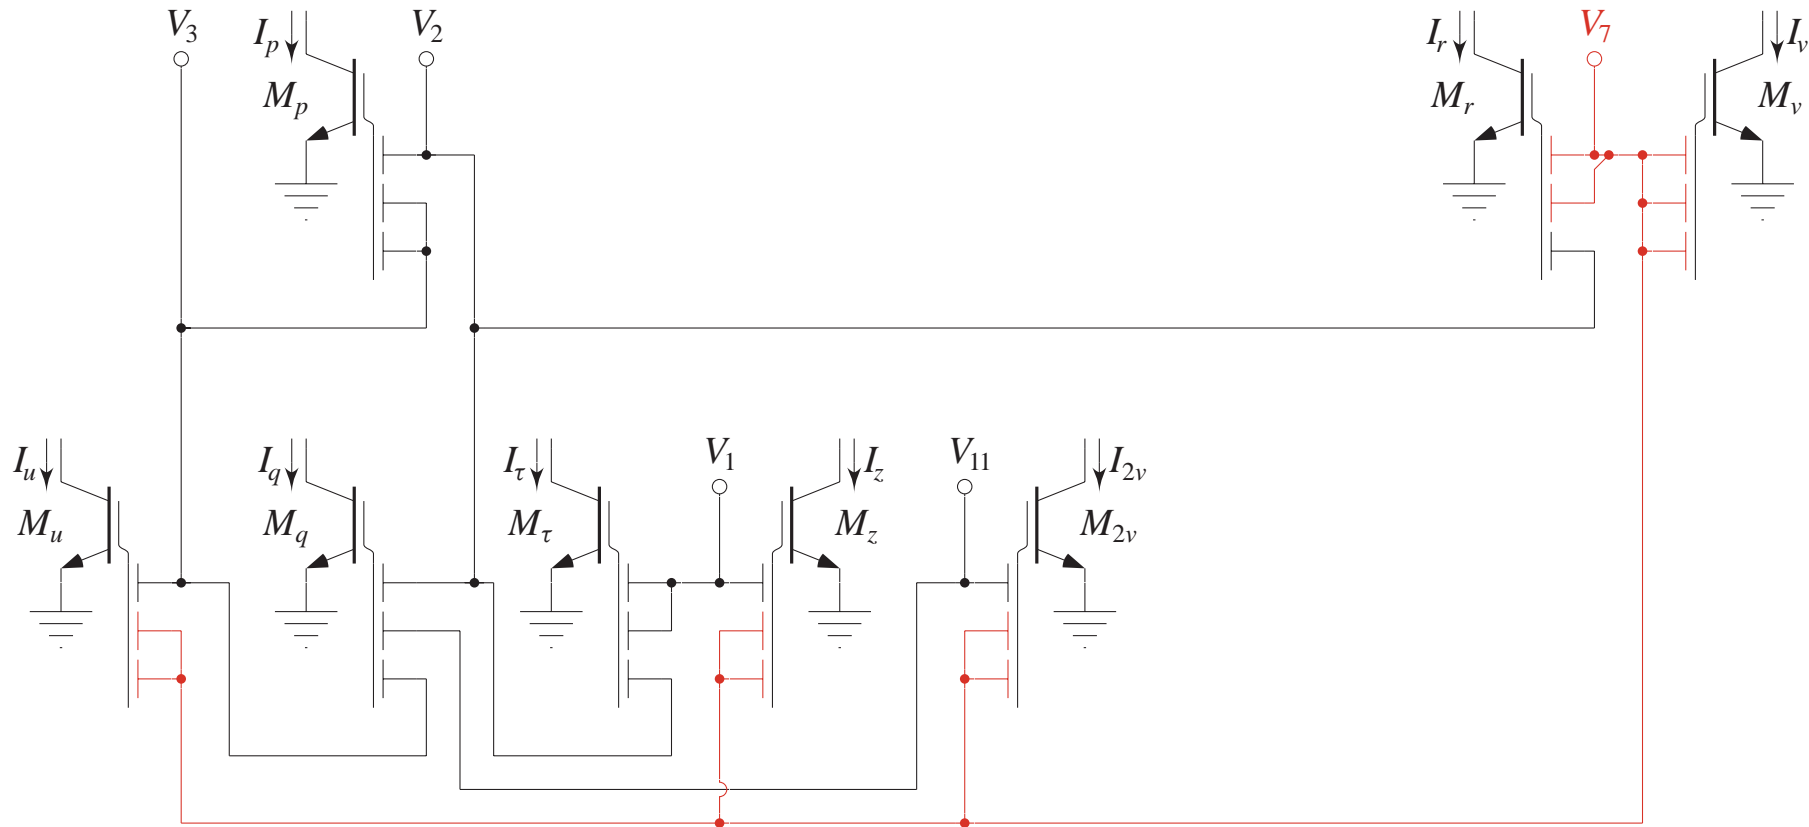 V3 Ip V2 Ir V7 Iv
Mp Mr Mv
Iu Iq Iτ V1 Iz V11 I2v
Mu Mq Mτ Mz M2v